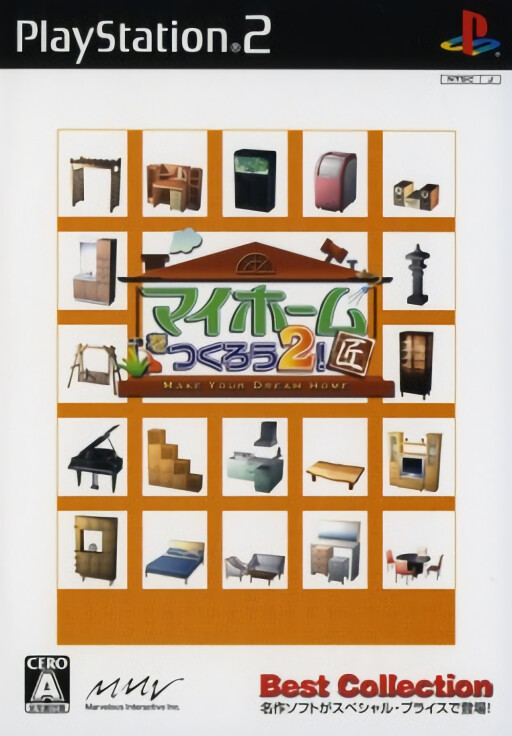 PlayStation®2
NTSC J
マイホーム
をつくろう2!
匠
MAKE YOUR DREAM HOME
CERO
A
MMV
Marvelous Interactive Inc.
Best Collection
名作ソフトがスペシャル・プライスで登場!